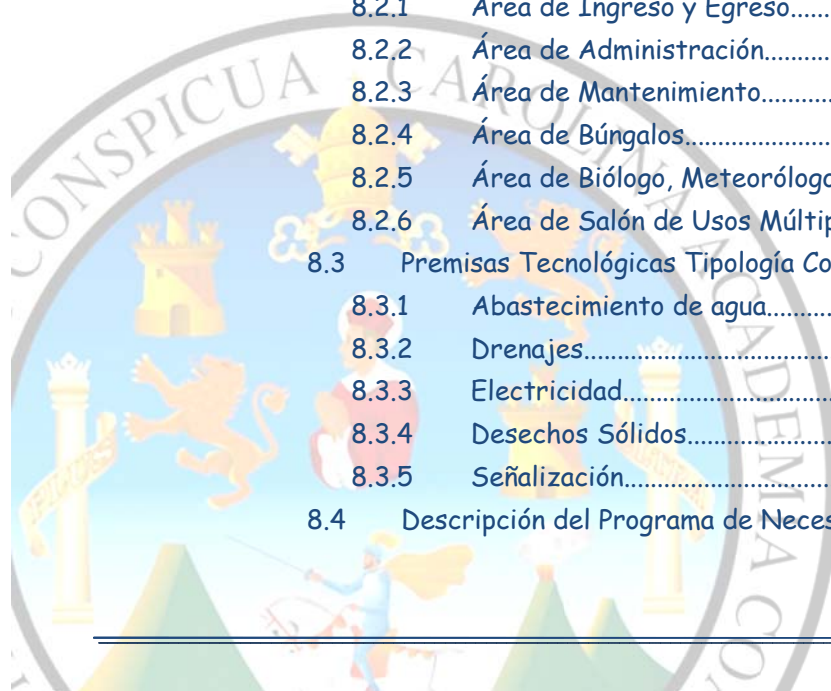 8.2.1 Área de Ingreso y Egreso......
8.2.2 Área de Administración..........
8.2.3 Área de Mantenimiento..........
8.2.4 Área de Búngalos......................
8.2.5 Área de Biólogo, Meteorólogo
8.2.6 Área de Salón de Usos
8.3 Premisas Tecnológicas Tipología
8.3.1 Abastecimiento de agua..........
8.3.2 Drenajes.....................................
8.3.3 Electricidad...............................
8.3.4 Desechos Sólidos.....................
8.3.5 Señalización..............................
8.4 Descripción del Programa de
CONSPICUA CAROLINA ACADEMIA